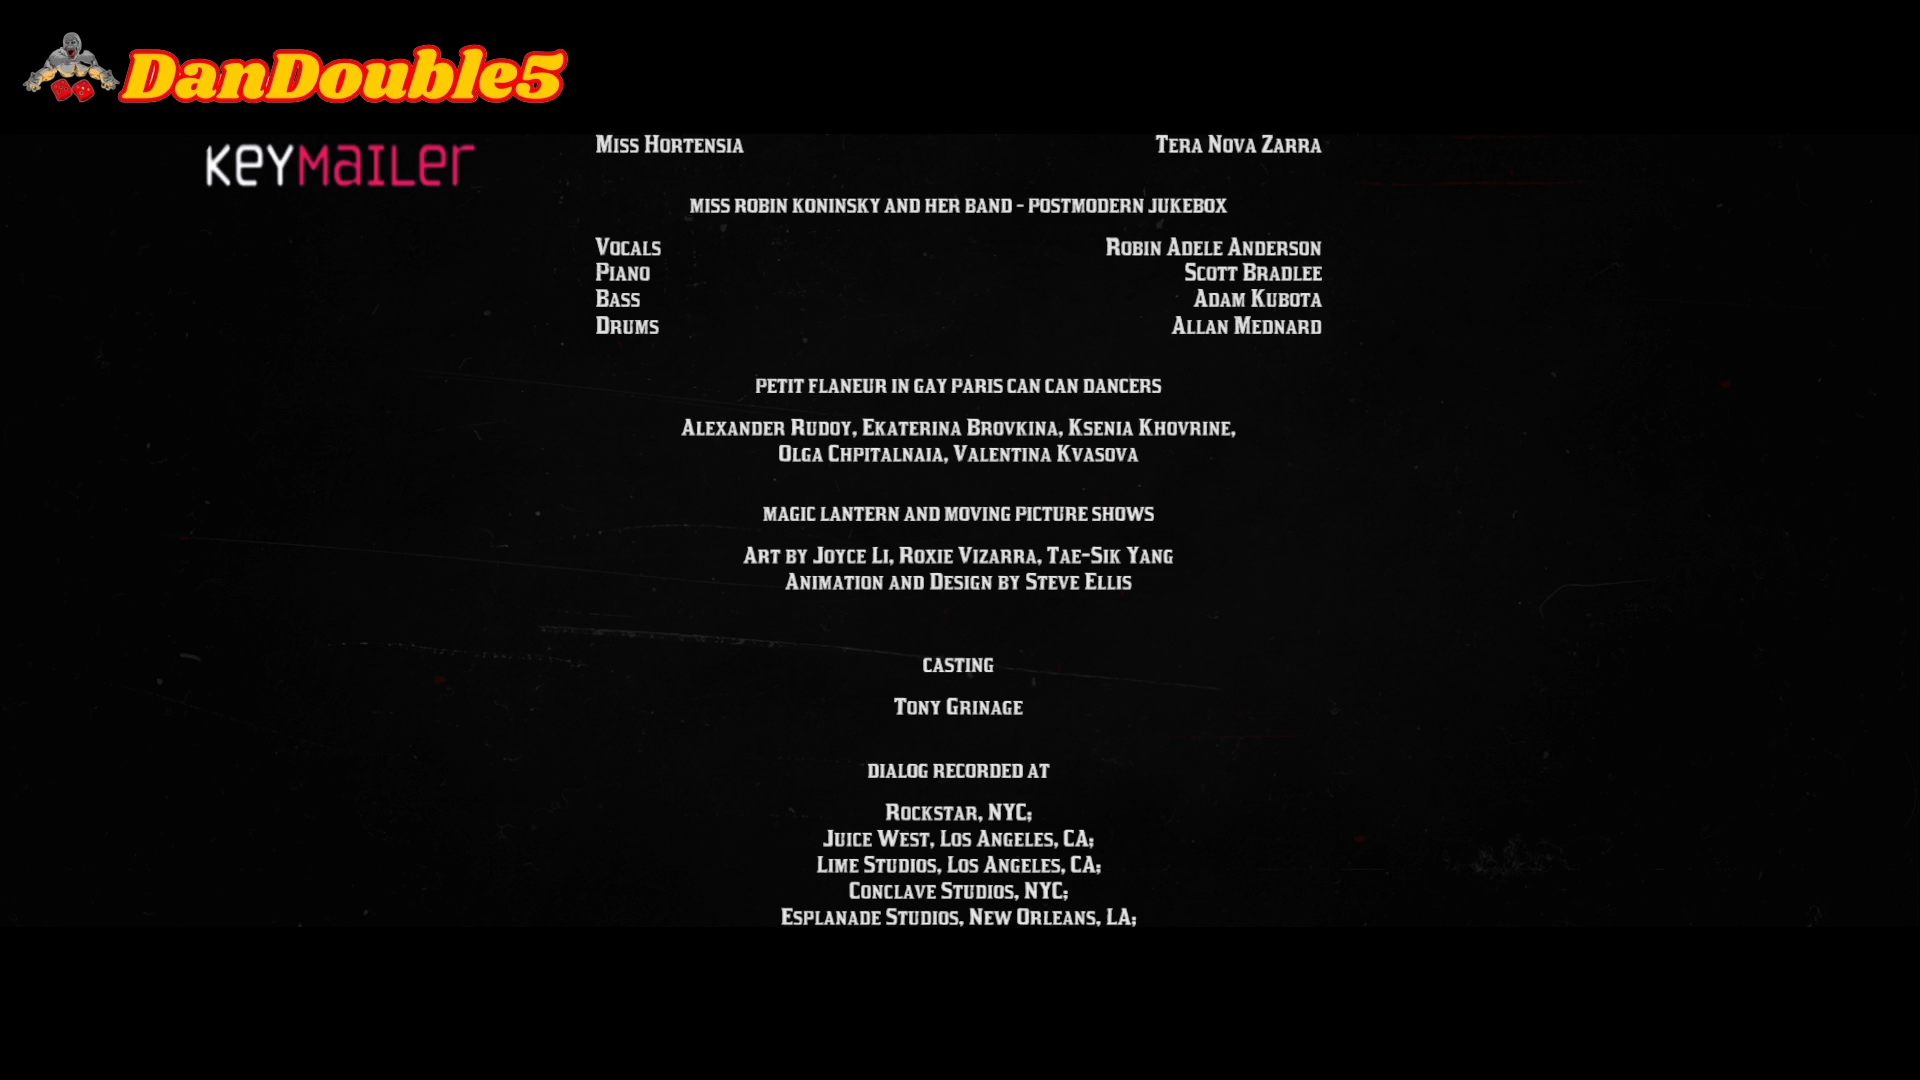 DanDouble5
KEYMAILER
MISS HORTENSIA TERA NOVA ZARRA
MISS ROBIN KONINSKY AND HER BAND - POSTMODERN JUKEBOX
VOCALS ROBIN ADELE ANDERSON
PIANO SCOTT BRADLEE
BASS ADAM KUBOTA
DRUMS ALLAN MEDNARD
PETIT FLANEUR IN GAY PARIS CAN CAN DANCERS
ALEXANDER RUDOY, EKATERINA BROVKINA, KSENIA KHOVRINE,
OLGA CHPITALNAIA, VALENTINA KVASOVA
MAGIC LANTERN AND MOVING PICTURE SHOWS
ART BY JOYCE LI, ROXIE VIZARRA, TAE-SIK YANG
ANIMATION AND DESIGN BY STEVE ELLIS
CASTING
TONY GRINAGE
DIALOG RECORDED AT
ROCKSTAR, NYC;
JUICE WEST, LOS ANGELES, CA;
LIME STUDIOS, LOS ANGELES, CA;
CONCLAVE STUDIOS, NYC;
ESPLANADE STUDIOS, NEW ORLEANS, LA;